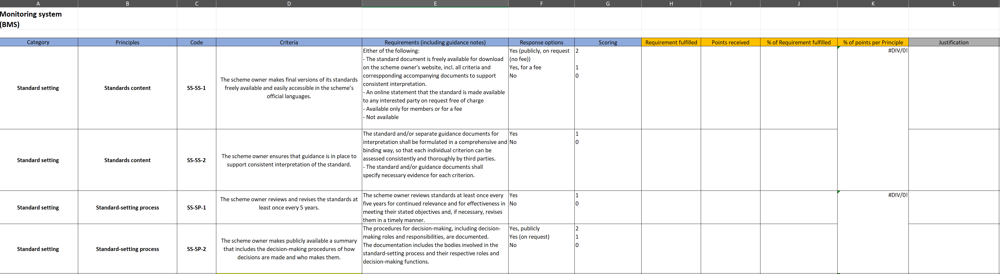 A B C D E F G H I J K L
Monitoring system
(BMS)
Category Principles Code Criteria Requirements (including guidance notes) Response options Scoring Requirement fulfilled Points received % of Requirement fulfilled % of points per Principle Justification
Standard setting
Standards content
SS-SS-1
The scheme owner makes final versions of its standards
freely available and easily accessible in the scheme's
official languages.
Either of the following:
- The standard document is freely available for download
on the scheme owner's website, incl. all criteria and
correspponding accompanying documents to support
consistent interpretation.
- An online statement that the standard is made available
to any interested party on request free of charge
- Available only for members or for a fee
- Not available
Yes (publicly, on request
(no fee))
Yes, for a fee
No
2
1
0
#DIV/0!
Standard setting
Standards content
SS-SS-2
The scheme owner ensures that guidance is in place to
support consistent interpretation of the standard.
The standard and/or separate guidance documents for
interpretation shall be formulated in a comprehensive and
binding way, so that each individual criterion can be
assessed consistently and thoroughly by third parties.
- The standard and/or guidance documents shall
specify necessary evidence for each criterion.
Yes
No
1
0
Standard setting
Standard-setting process
SS-SP-1
The scheme owner reviews and revises the standards at
least once every 5 years.
The scheme owner reviews standards at least once every
five years for continued relevance and for effectiveness in
meeting their stated objectives and, if necessary, revises
them in a timely manner.
Yes
No
1
0
#DIV/0!
Standard setting
Standard-setting process
SS-SP-2
The scheme owner makes publicly available a summary
that includes the decision-making procedures of how
decisions are made and who makes them.
The procedures for decision-making, including decision-
making roles and responsibilities, are documented.
The documentation includes the bodies involved in the
standard-setting process and their respective roles and
decision-making functions.
Yes, publicly
Yes (on request)
No
2
1
0